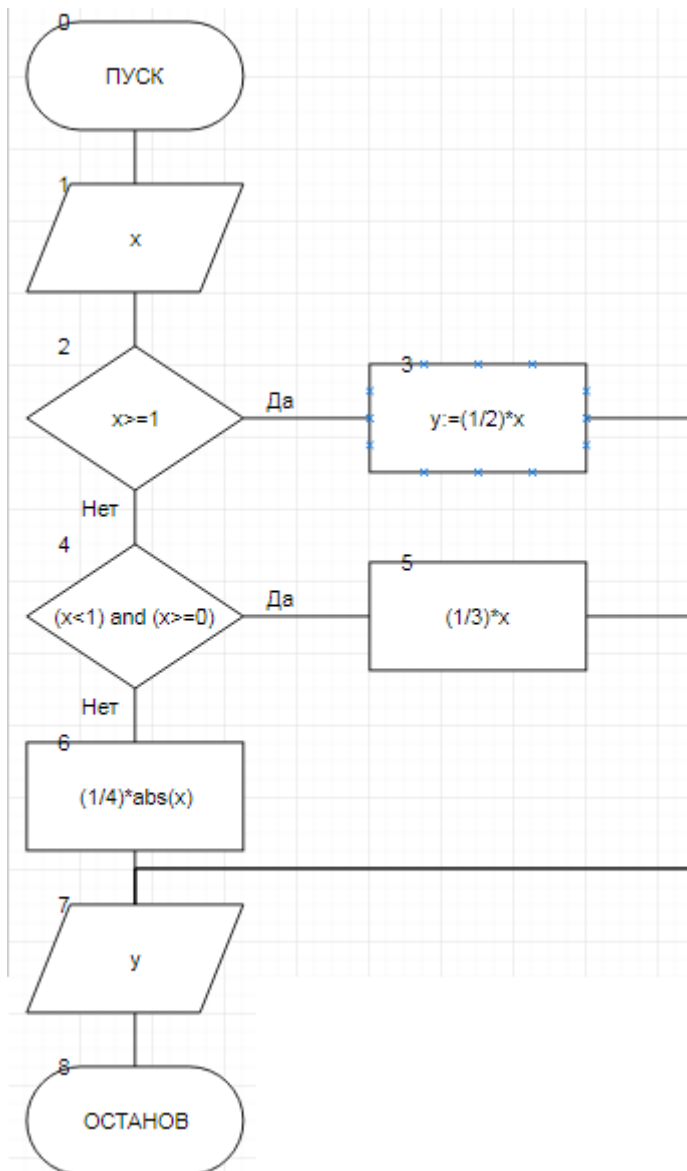 0
ПУСК
1
x
2
x>=1
Да
3
y:=(1/2)*x
Нет
4
(x<1) and (x>=0)
Да
5
(1/3)*x
Нет
6
(1/4)*abs(x)
7
y
8
ОСТАНОВ